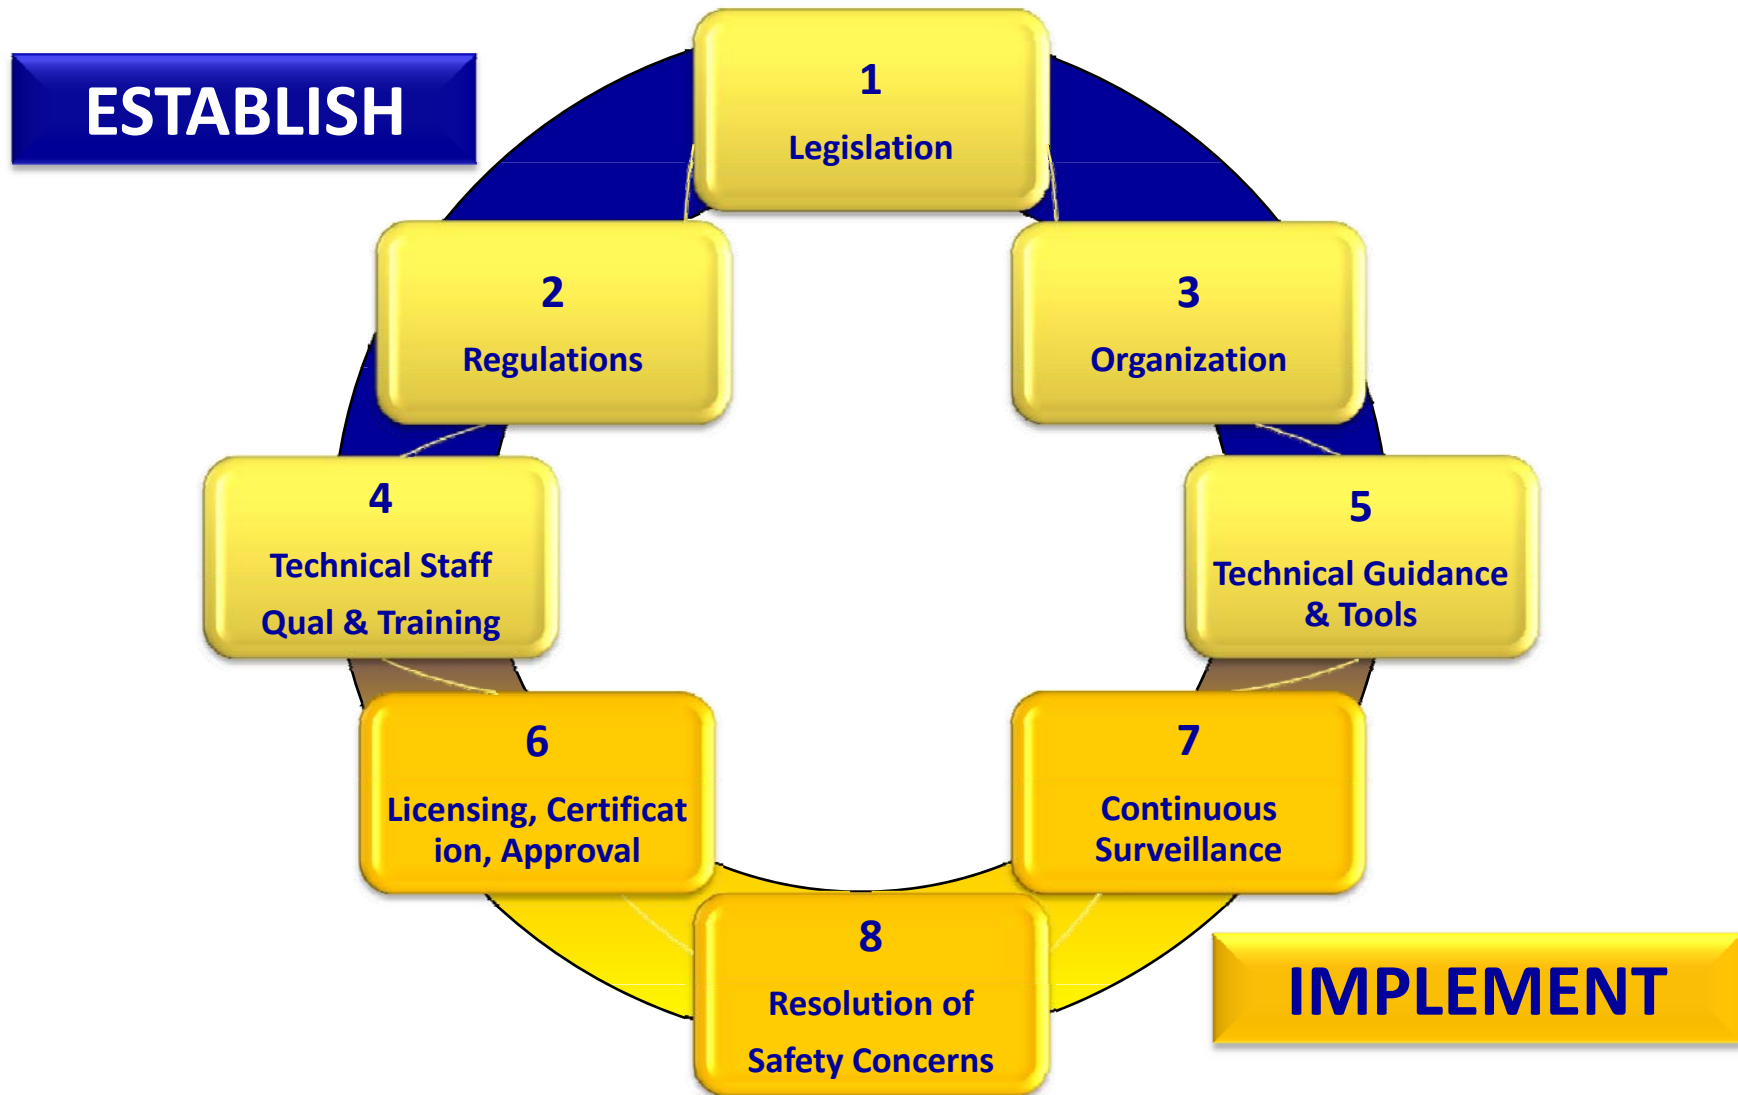 ESTABLISH
1
Legislation
2
Regulations
3
Organization
4
Technical Staff
Qual & Training
5
Technical Guidance
& Tools
6
Licensing, Certificat
ion, Approval
7
Continuous
Surveillance
8
Resolution of
Safety Concerns
IMPLEMENT